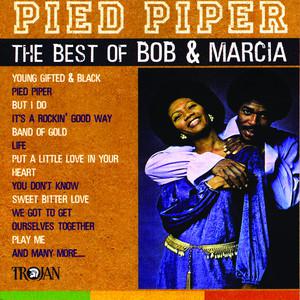 PIED PIPER
THE BEST OF BOB & MARCIA
YOUNG GIFTED & BLACK
PIED PIPER
BUT I DO
IT'S A ROCKIN' GOOD WAY
BAND OF GOLD
LIFE
PUT A LITTLE LOVE IN YOUR
HEART
YOU DON'T KNOW
SWEET BITTER LOVE
WE GOT TO GET
OURSELVES TOGETHER
PLAY ME
AND MANY MORE....
TROJAN